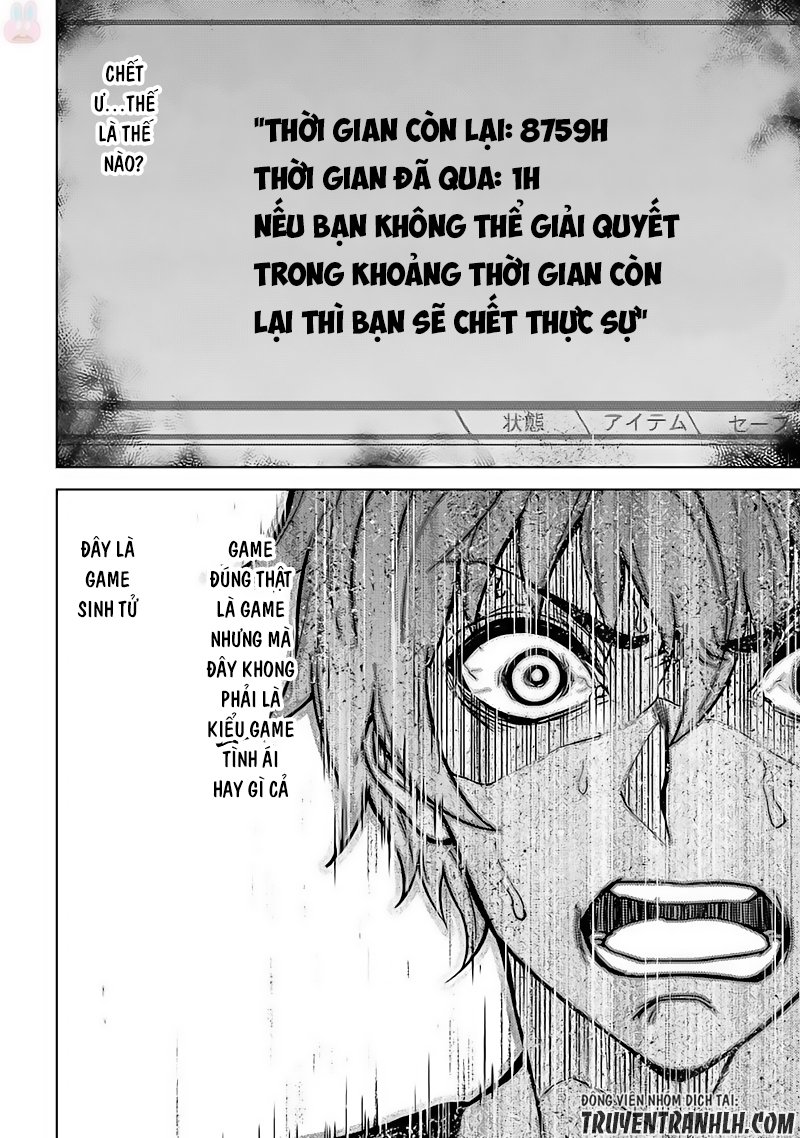 "THỜI GIAN CÒN LẠI: 8759H
THỜI GIAN ĐÃ QUA: 1H
NẾU BẠN KHÔNG THỂ GIẢI QUYẾT
TRONG KHOẢNG THỜI GIAN CÒN
LẠI THÌ BẠN SẼ CHẾT THỰC SỰ"
CHẾT
Ư...THẾ
LÀ THẾ
NÀO?
状態
アイテム
セーブ
GAME
ĐÚNG THẬT
LÀ GAME
NHƯNG MÀ
ĐÂY KHONG
PHẢI LÀ
KIỂU GAME
TÌNH ÁI
HAY GÌ CẢ
ĐÂY LÀ
GAME
SINH TỬ
ĐỘNG VIÊN NHÓM DỊCH TẠI:
TRUYENTRANHLH.COM